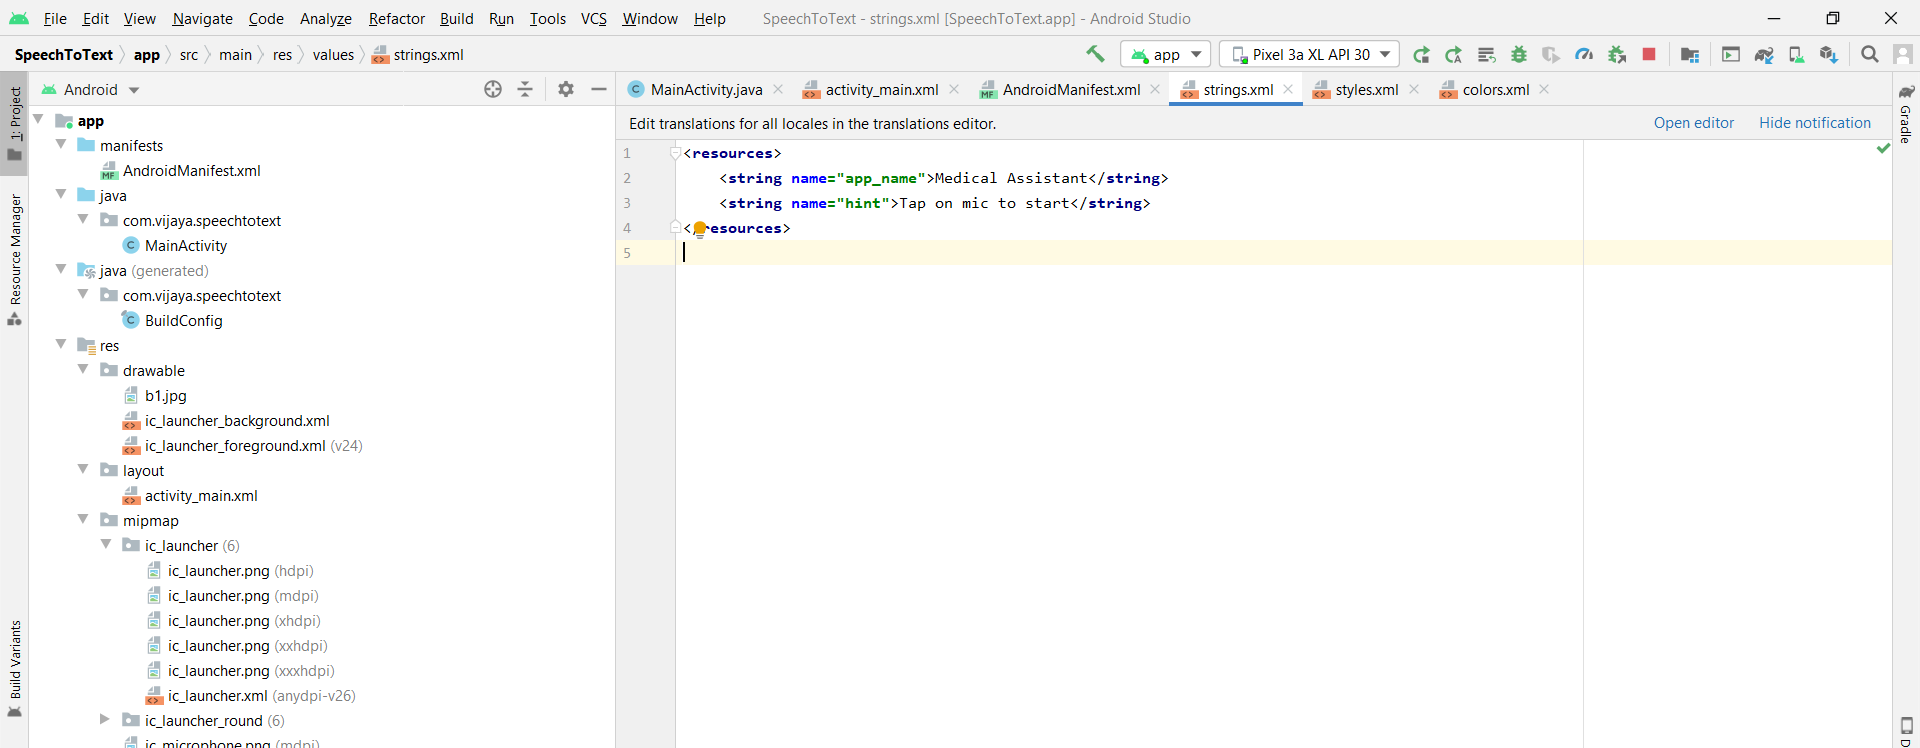 File Edit View Navigate Code Analyze Refactor Build Run Tools VCS Window Help SpeechToText - strings.xml [SpeechToText.app] - Android Studio
SpeechToText app src main res values strings.xml app Pixel 3a XL API 30
1: Project
Resource Manager
Build Variants
Android
app
manifests
AndroidManifest.xml
java
com.vijaya.speechtotext
MainActivity
java (generated)
com.vijaya.speechtotext
BuildConfig
res
drawable
b1.jpg
ic_launcher_background.xml
ic_launcher_foreground.xml (v24)
layout
activity_main.xml
mipmap
ic_launcher (6)
ic_launcher.png (hdpi)
ic_launcher.png (mdpi)
ic_launcher.png (xhdpi)
ic_launcher.png (xxhdpi)
ic_launcher.png (xxxhdpi)
ic_launcher.xml (anydpi-v26)
ic_launcher_round (6)
ic_microphone.png (mdpi)
MainActivity.java activity_main.xml AndroidManifest.xml strings.xml styles.xml colors.xml
Edit translations for all locales in the translations editor. Open editor Hide notification
1 <resources>
2 <string name="app_name">Medical Assistant</string>
3 <string name="hint">Tap on mic to start</string>
4 </resources>
5
Gradle